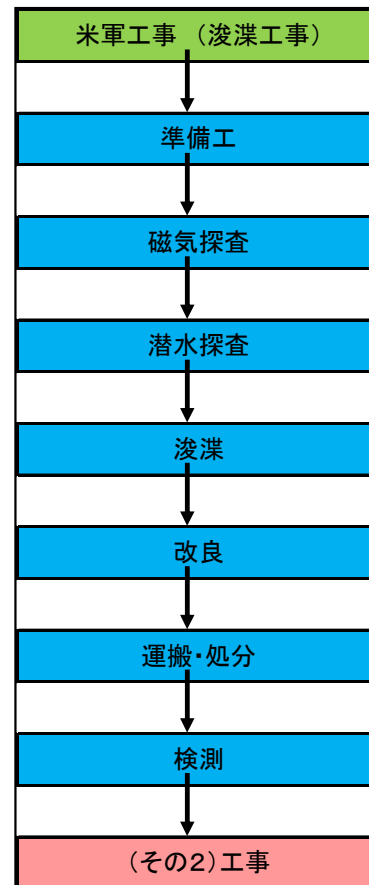 米軍工事 （浚渫工事）
準備工
磁気探査
潜水探査
浚渫
改良
運搬・処分
検測
（その２）工事